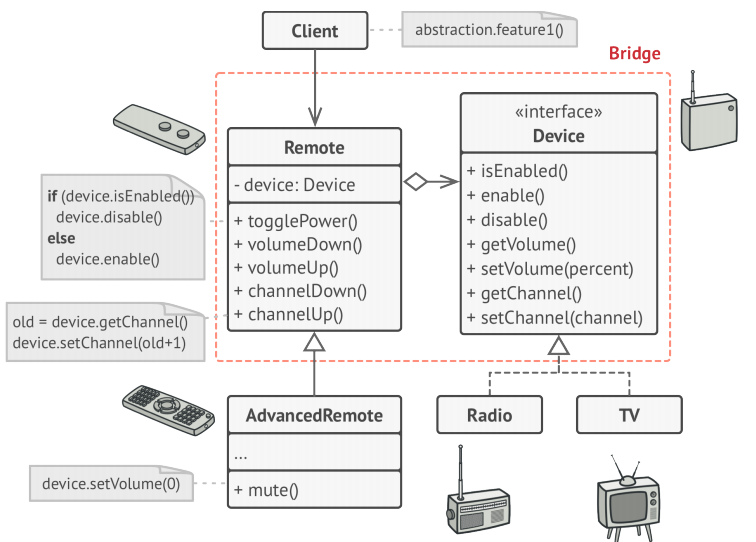 Client
abstraction.feature1()
Bridge
Remote
- device: Device
+ togglePower()
+ volumeDown()
+ volumeUp()
+ channelDown()
+ channelUp()
«interface»
Device
+ isEnabled()
+ enable()
+ disable()
+ getVolume()
+ setVolume(percent)
+ getChannel()
+ setChannel(channel)
if (device.isEnabled())
device.disable()
else
device.enable()
old = device.getChannel()
device.setChannel(old+1)
AdvancedRemote
...
+ mute()
device.setVolume(0)
Radio
TV